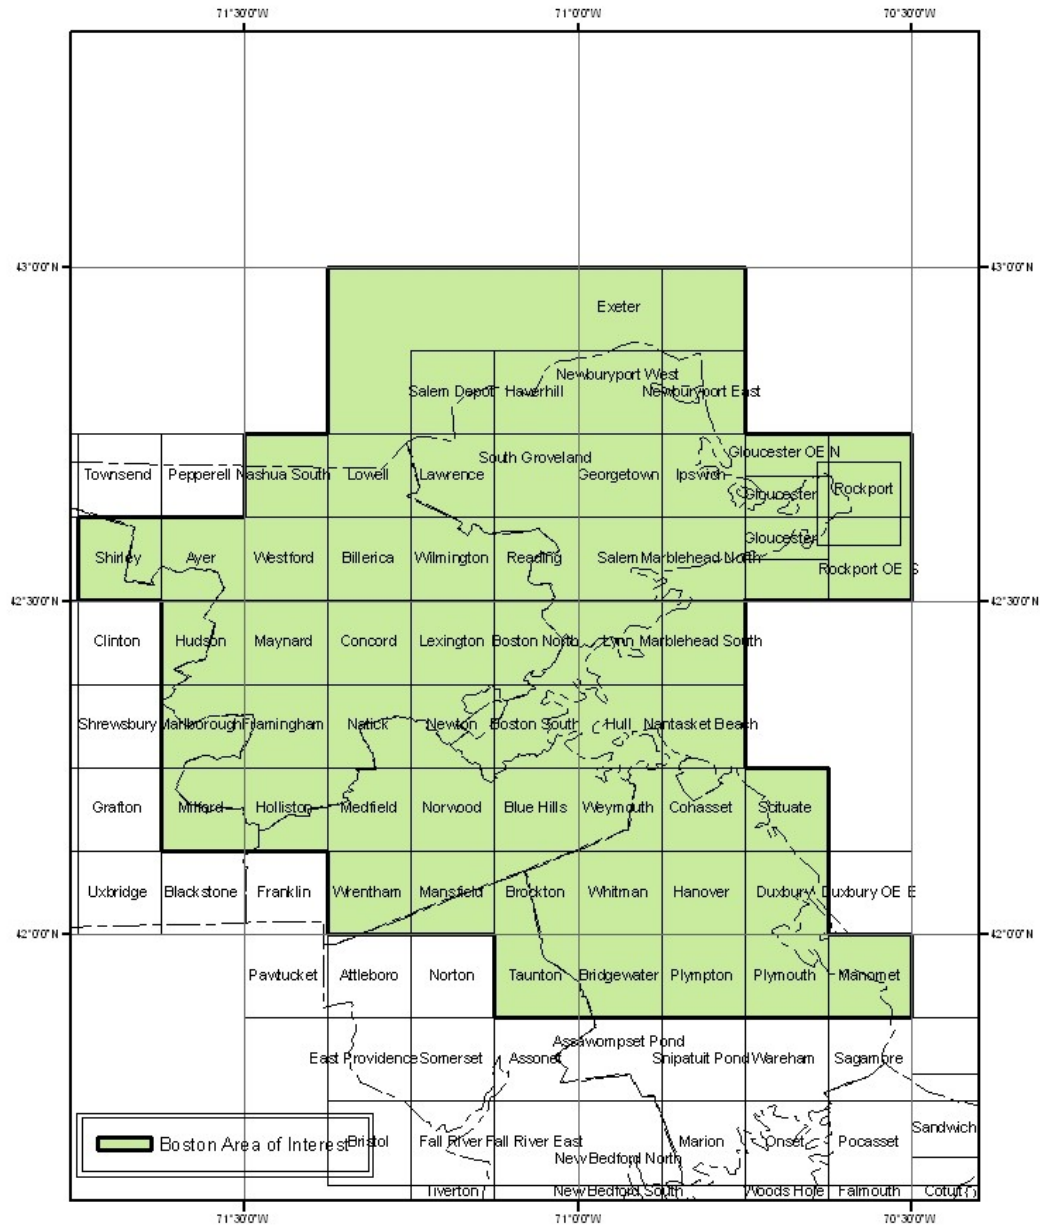 71°30'0"W 71°0'0"W 70°30'0"W
43°0'0"N 43°0'0"N
Exeter
Newburyport West
Salem Depot Haverhill Newburyport East
Gloucester OE N
South Groveland
Townsend Pepperell Nashua South Lowell Lawrence Georgetown Ipswich
Gloucester Rockport
Gloucester
Shirley Ayer Westford Billerica Wilmington Reading Salem Marblehead North
Rockport OE S
42°30'0"N 42°30'0"N
Clinton Hudson Maynard Concord Lexington Boston North Lynn Marblehead South
Shrewsbury Marlborough Framingham Natick Newton Boston South Hull Nantasket Beach
Grafton Milford Holliston Medfield Norwood Blue Hills Weymouth Cohasset Scituate
Uxbridge Blackstone Franklin Wrentham Mansfield Brockton Whitman Hanover Duxbury Duxbury OE E
42°0'0"N 42°0'0"N
Pawtucket Attleboro Norton Taunton Bridgewater Plympton Plymouth Manomet
Assawompset Pond
East Providence Somerset Assonet Snipatuit Pond Wareham Sagamore
Sandwich
Boston Area of Interest
Bristol Fall River Fall River East Marion Onset Pocasset
New Bedford North
Tiverton New Bedford South Woods Hole Falmouth Cotuit
71°30'0"W 71°0'0"W 70°30'0"W